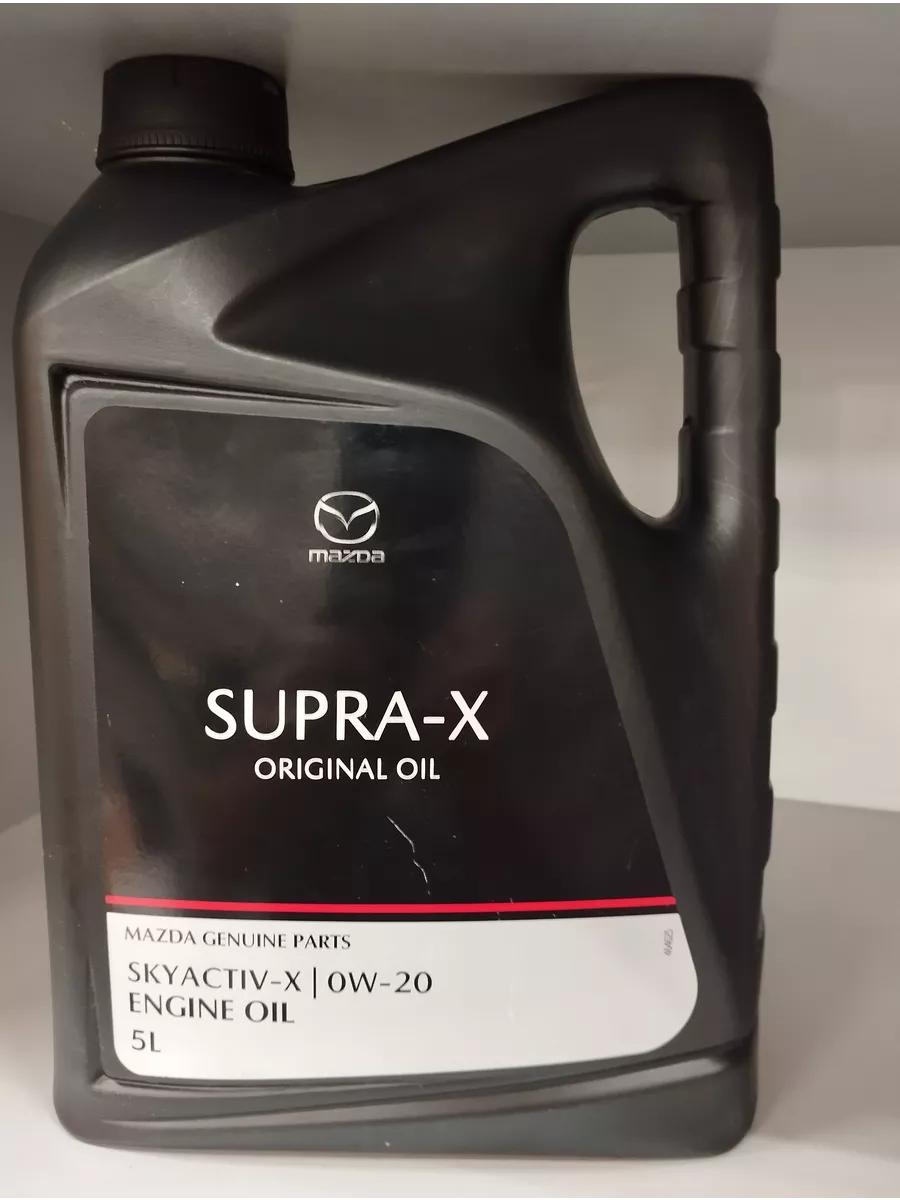 mazda
SUPRA-X
ORIGINAL OIL
MAZDA GENUINE PARTS
SKYACTIV-X | 0W-20
ENGINE OIL
5L